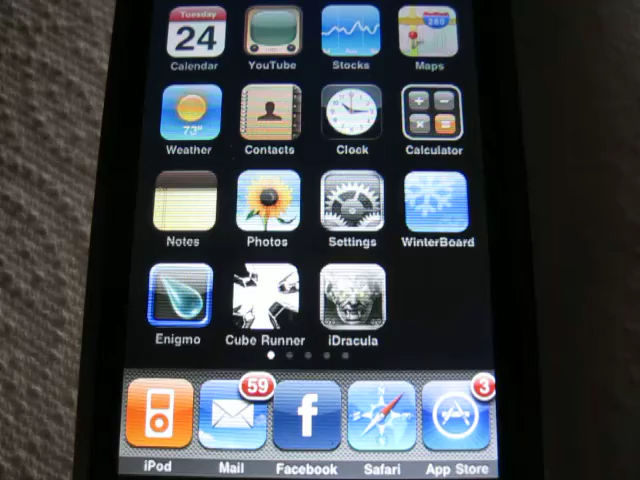 Tuesday
24
280
Calendar YouTube Stocks Maps
73°
Weather Contacts Clock Calculator
Notes Photos Settings WinterBoard
Enigmo Cube Runner iDracula
59
3
f
iPod Mail Facebook Safari App Store